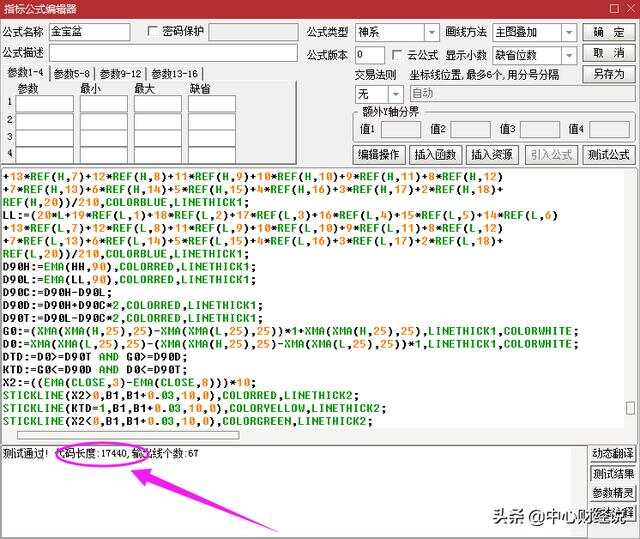 指标公式编辑器
公式名称 金宝盆 密码保护 公式类型 神系 画线方法 主图叠加 确 定
公式描述 公式版本 0 云公式 显示小数 缺省位数 取 消
参数1-4 参数5-8 参数9-12 参数13-16 交易法则 坐标线位置,最多6个,用分号分隔 另存为
参数 最小 最大 缺省 无 自动
1
2
3
4
额外Y轴分界
值1 值2 值3 值4
编辑操作 插入函数 插入资源 引入公式 测试公式
+13*REF(H,7)+12*REF(H,8)+11*REF(H,9)+10*REF(H,10)+9*REF(H,11)+8*REF(H,12)
+7*REF(H,13)+6*REF(H,14)+5*REF(H,15)+4*REF(H,16)+3*REF(H,17)+2*REF(H,18)+
REF(H,20))/210,COLORBLUE,LINETHICK1;
LL:=(20*L+19*REF(L,1)+18*REF(L,2)+17*REF(L,3)+16*REF(L,4)+15*REF(L,5)+14*REF(L,6)
+13*REF(L,7)+12*REF(L,8)+11*REF(L,9)+10*REF(L,10)+9*REF(L,11)+8*REF(L,12)
+7*REF(L,13)+6*REF(L,14)+5*REF(L,15)+4*REF(L,16)+3*REF(L,17)+2*REF(L,18)+
REF(L,20))/210,COLORBLUE,LINETHICK1;
D90H:=EMA(HH,90),COLORRED,LINETHICK1;
D90L:=EMA(LL,90),COLORRED,LINETHICK1;
D90C:=D90H-D90L;
D90D:=D90H+D90C*2,COLORRED,LINETHICK1;
D90T:=D90L-D90C*2,COLORRED,LINETHICK1;
G0:=(XMA(XMA(H,25),25)-XMA(XMA(L,25),25))*1+XMA(XMA(H,25),25),LINETHICK1,COLORWHITE;
D0:=XMA(XMA(L,25),25)-(XMA(XMA(H,25),25)-XMA(XMA(L,25),25))*1,LINETHICK1,COLORWHITE;
DTD:=D0>=D90T AND G0>=D90D;
KTD:=G0<=D90D AND D0<=D90T;
X2:=((EMA(CLOSE,3)-EMA(CLOSE,8)))*10;
STICKLINE(X2>0,B1,B1+0.03,10,0),COLORRED,LINETHICK2;
STICKLINE(KTD=1,B1,B1+0.03,10,0),COLORYELLOW,LINETHICK2;
STICKLINE(X2<0,B1,B1+0.03,10,0),COLORGREEN,LINETHICK2;
测试通过! 代码长度:17440,输出线个数:67
动态翻译
测试结果
参数精灵
用法注释
头条 @中心财经说